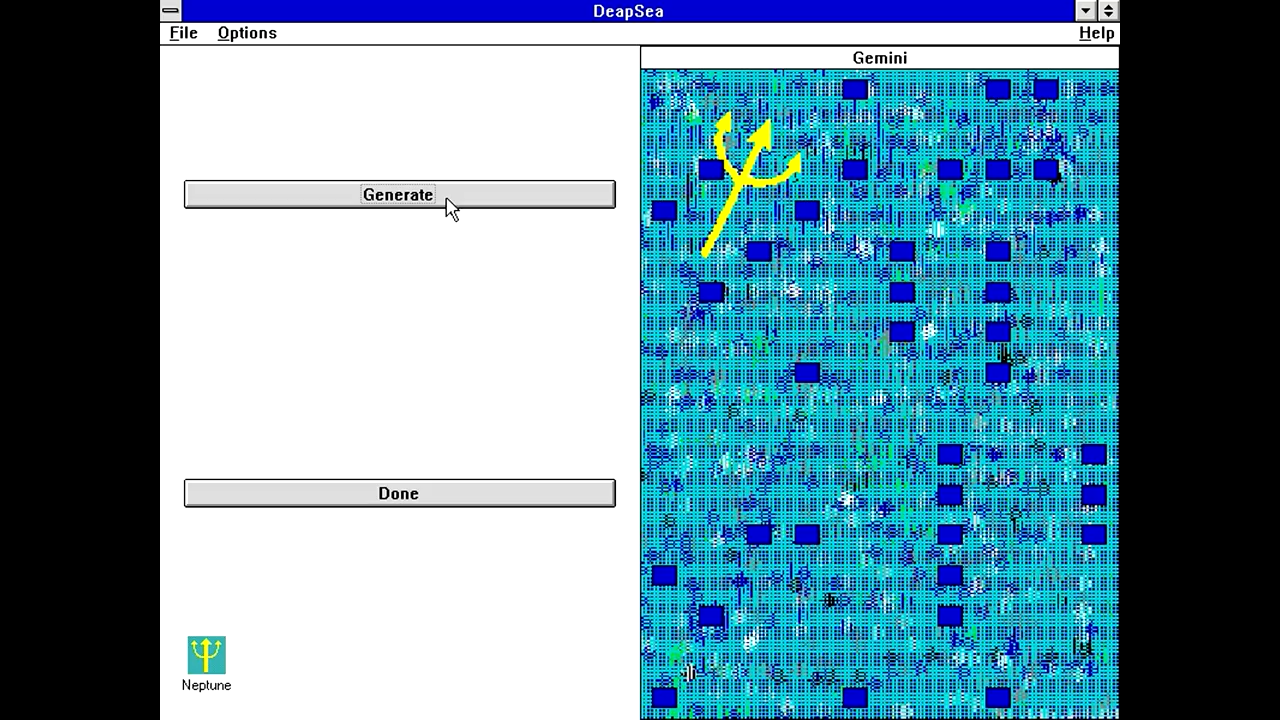 DeapSea
File Options Help
Gemini
Generate
Done
Neptune